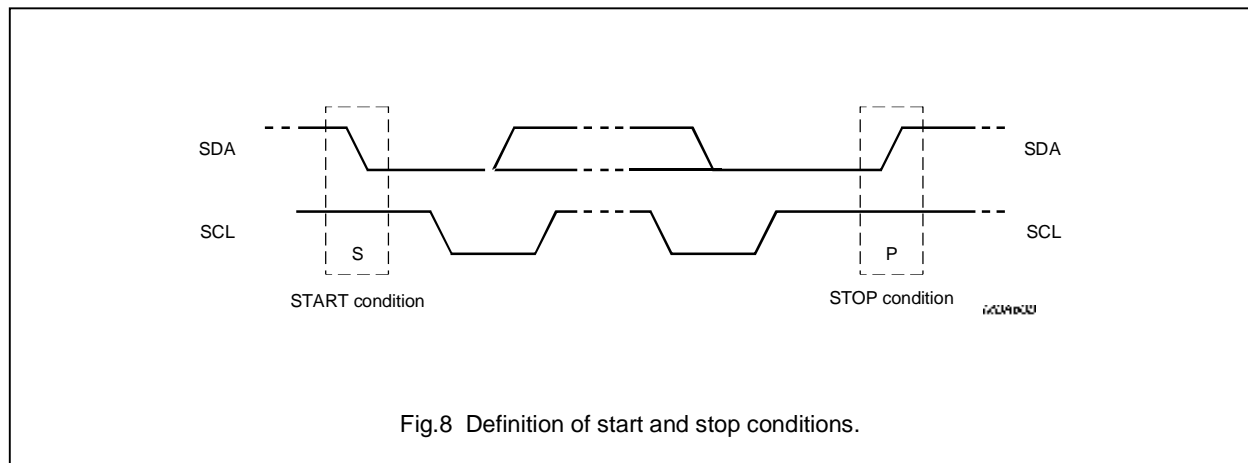 SDA
SDA
SCL
SCL
S
P
START condition
STOP condition
Fig.8 Definition of start and stop conditions.